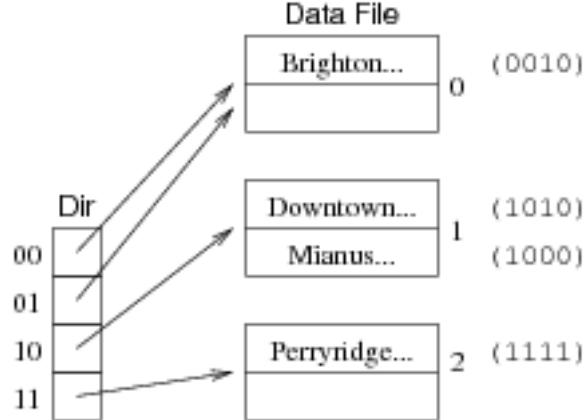 Data File
Brighton... 0 (0010)
Downtown... (1010)
1
Mianus... (1000)
Perryridge... 2 (1111)
Dir
00
01
10
11